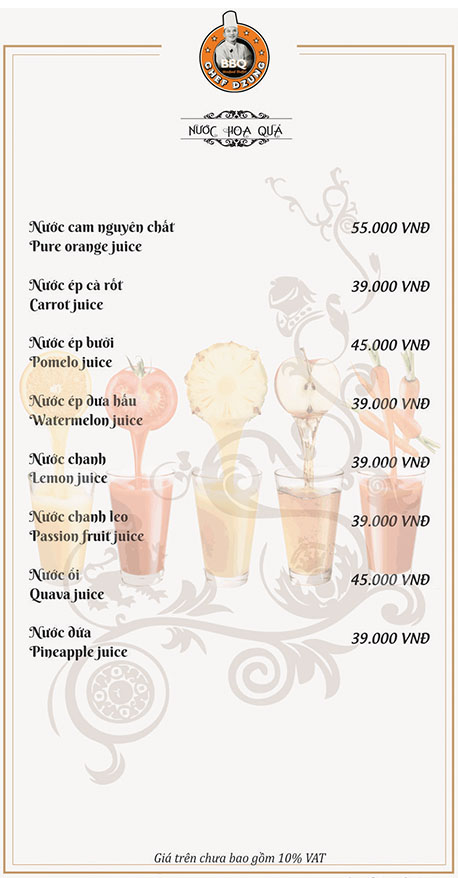 BBQ
CHEF DZUNG
NƯỚC HOA QUẢ
Nước cam nguyên chất 55.000 VNĐ
Pure orange juice
Nước ép cà rốt 39.000 VNĐ
Carrot juice
Nước ép bưởi 45.000 VNĐ
Pomelo juice
Nước ép dưa hấu 39.000 VNĐ
Watermelon juice
Nước chanh 39.000 VNĐ
Lemon juice
Nước chanh leo 39.000 VNĐ
Passion fruit juice
Nước ổi 45.000 VNĐ
Quava juice
Nước dứa 39.000 VNĐ
Pineapple juice
Giá trên chưa bao gồm 10% VAT